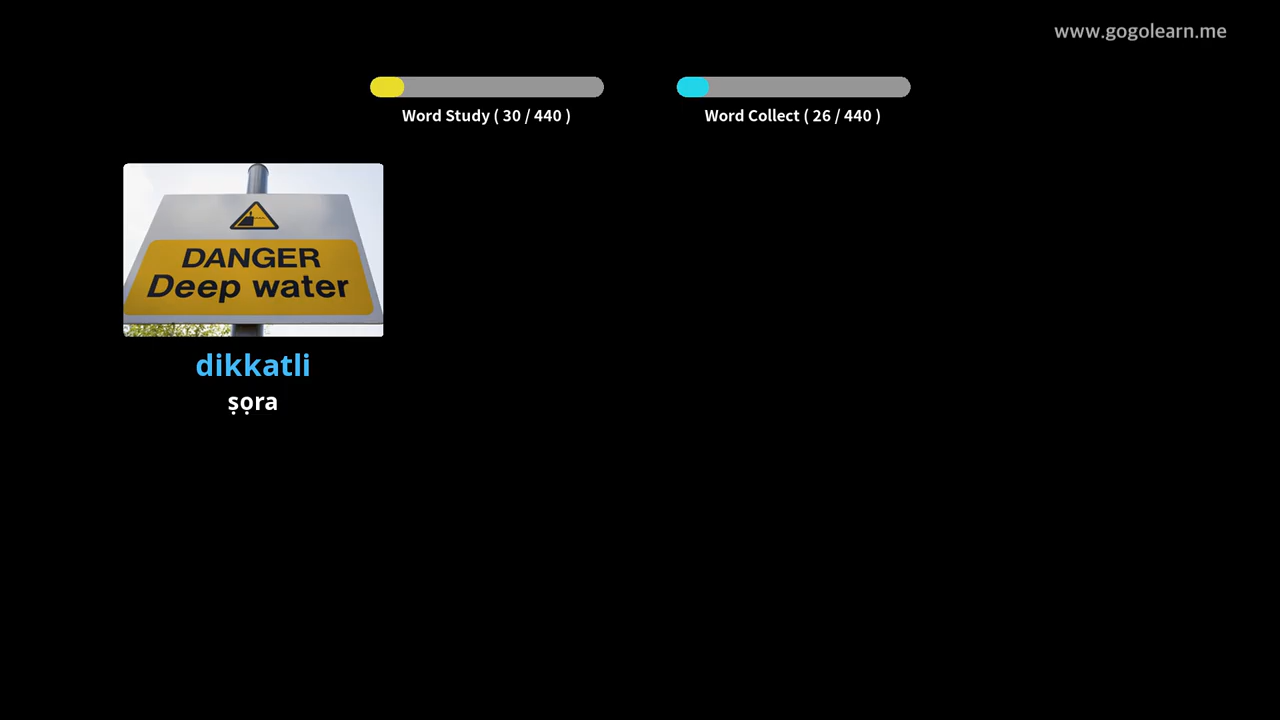 www.gogolearn.me
Word Study ( 30 / 440 )
Word Collect ( 26 / 440 )
DANGER
Deep water
dikkatli
ṣọra